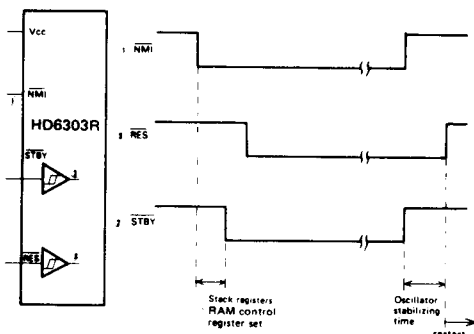 Vcc
NMI
HD6303R
STBY
RES
1 NMI
3 RES
2 STBY
Stack registers
RAM control
register set
Oscillator
stabilizing
time
restart